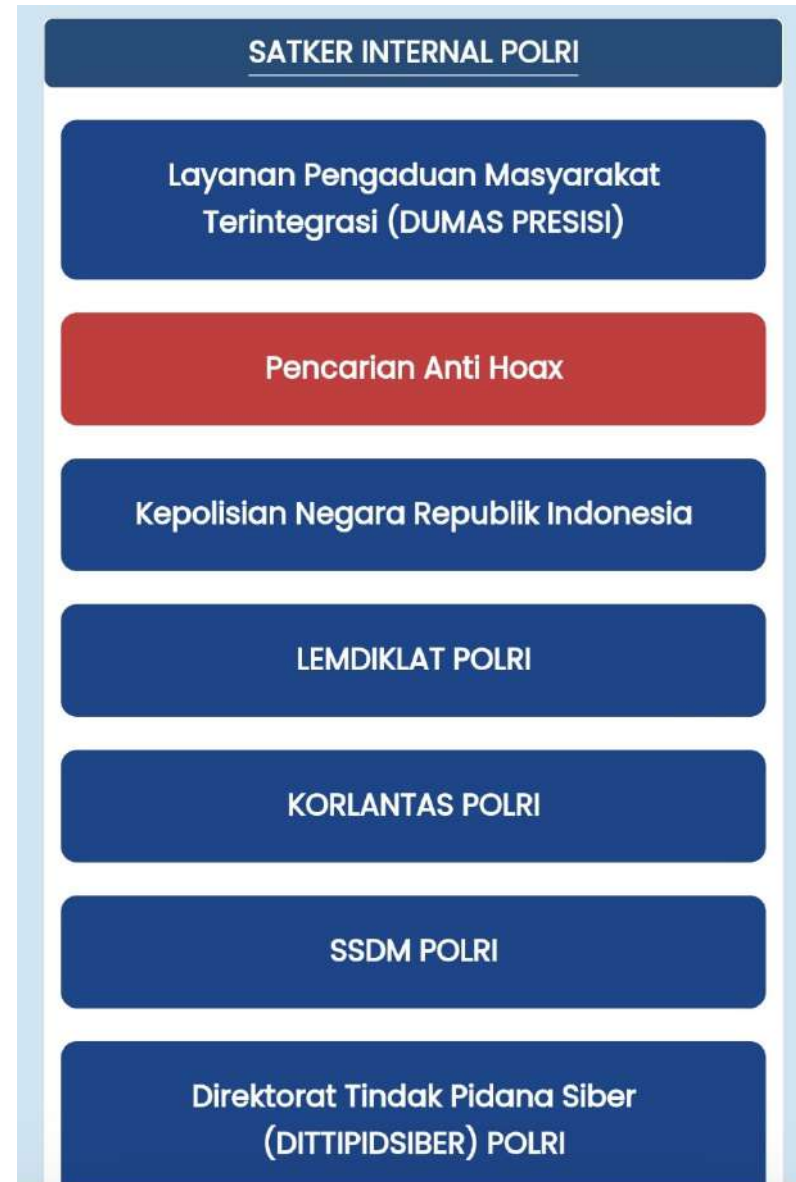 SATKER INTERNAL POLRI
Layanan Pengaduan Masyarakat
Terintegrasi (DUMAS PRESISI)
Pencarian Anti Hoax
Kepolisian Negara Republik Indonesia
LEMDIKLAT POLRI
KORLANTAS POLRI
SSDM POLRI
Direktorat Tindak Pidana Siber
(DITTIPIDSIBER) POLRI